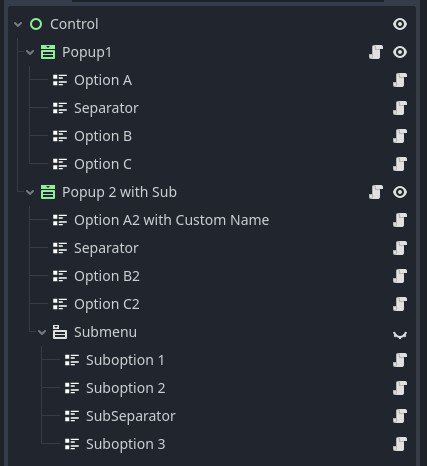 Control
Popup1
Option A
Separator
Option B
Option C
Popup 2 with Sub
Option A2 with Custom Name
Separator
Option B2
Option C2
Submenu
Suboption 1
Suboption 2
SubSeparator
Suboption 3